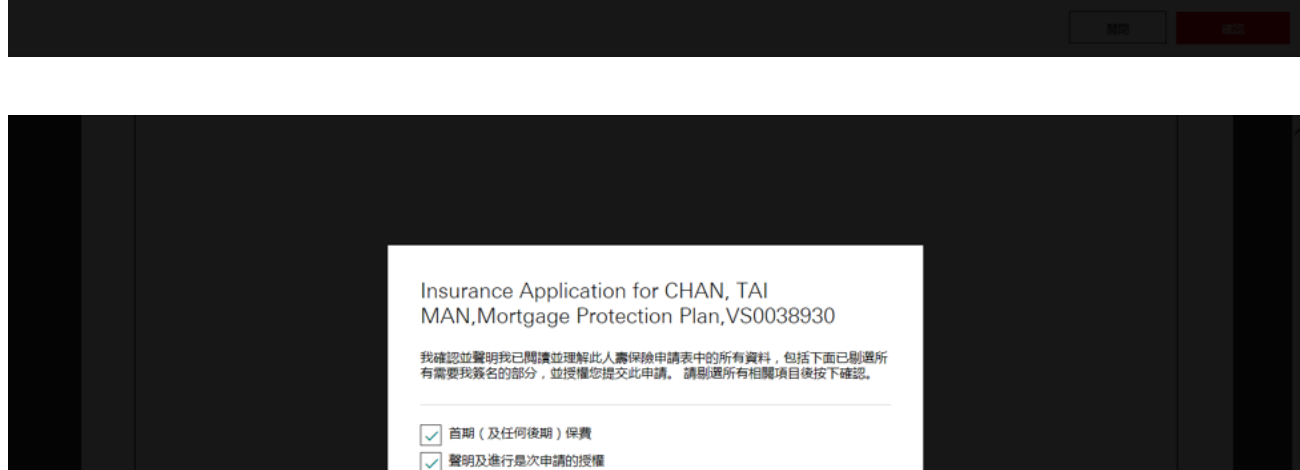 關閉
確認
Insurance Application for CHAN, TAI
MAN,Mortgage Protection Plan,VS0038930
我確認並聲明我已閱讀並理解此人壽保險申請表中的所有資料，包括下面已剔選所
有需要我簽名的部分，並授權您提交此申請。 請剔選所有相關項目後按下確認。
首期（及任何後期）保費
聲明及進行是次申請的授權